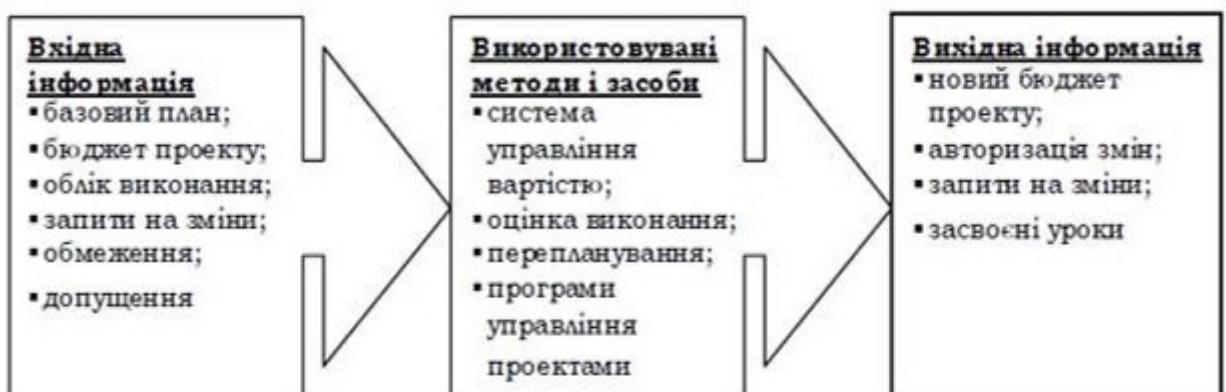 Вхідна
інформація
▪базовий план;
▪бюджет проекту;
▪облік виконання;
▪запити на зміни;
▪обмеження;
▪допущення
Використовувані
методи і засоби
▪система
управління
вартістю;
▪оцінка виконання;
▪перепланування;
▪програми
управління
проектами
Вихідна інформація
▪новий бюджет
проекту;
▪авторизація змін;
▪запити на зміни;
▪засвоєні уроки